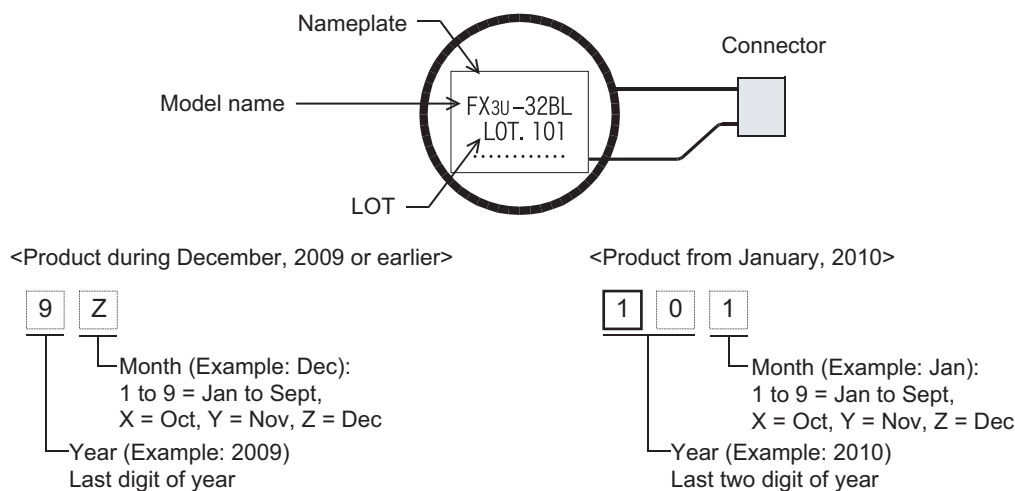 Nameplate
Connector
Model name
FX3U-32BL
LOT. 101
LOT
<Product during December, 2009 or earlier>
9 Z
Month (Example: Dec):
1 to 9 = Jan to Sept,
X = Oct, Y = Nov, Z = Dec
Year (Example: 2009)
Last digit of year
<Product from January, 2010>
1 0 1
Month (Example: Jan):
1 to 9 = Jan to Sept,
X = Oct, Y = Nov, Z = Dec
Year (Example: 2010)
Last two digit of year